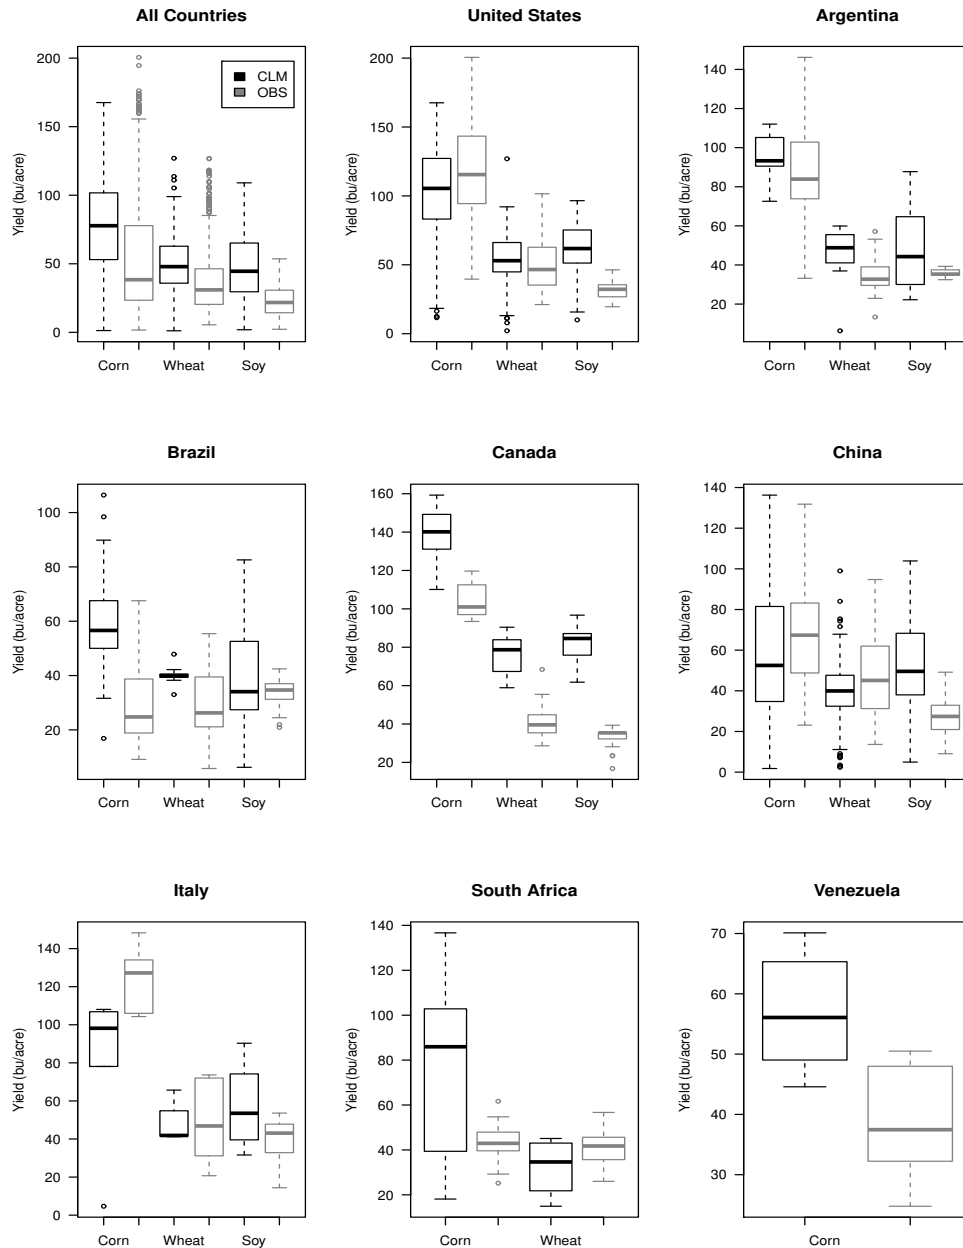 All Countries
Yield (bu/acre)
200
150
100
50
0
CLM
OBS
Corn Wheat Soy
United States
Yield (bu/acre)
200
150
100
50
0
Corn Wheat Soy
Argentina
Yield (bu/acre)
140
120
100
80
60
40
20
Corn Wheat Soy
Brazil
Yield (bu/acre)
100
80
60
40
20
Corn Wheat Soy
Canada
Yield (bu/acre)
160
140
120
100
80
60
40
20
Corn Wheat Soy
China
Yield (bu/acre)
140
120
100
80
60
40
20
0
Corn Wheat Soy
Italy
Yield (bu/acre)
140
120
100
80
60
40
20
0
Corn Wheat Soy
South Africa
Yield (bu/acre)
140
120
100
80
60
40
20
Corn Wheat
Venezuela
Yield (bu/acre)
70
60
50
40
30
Corn